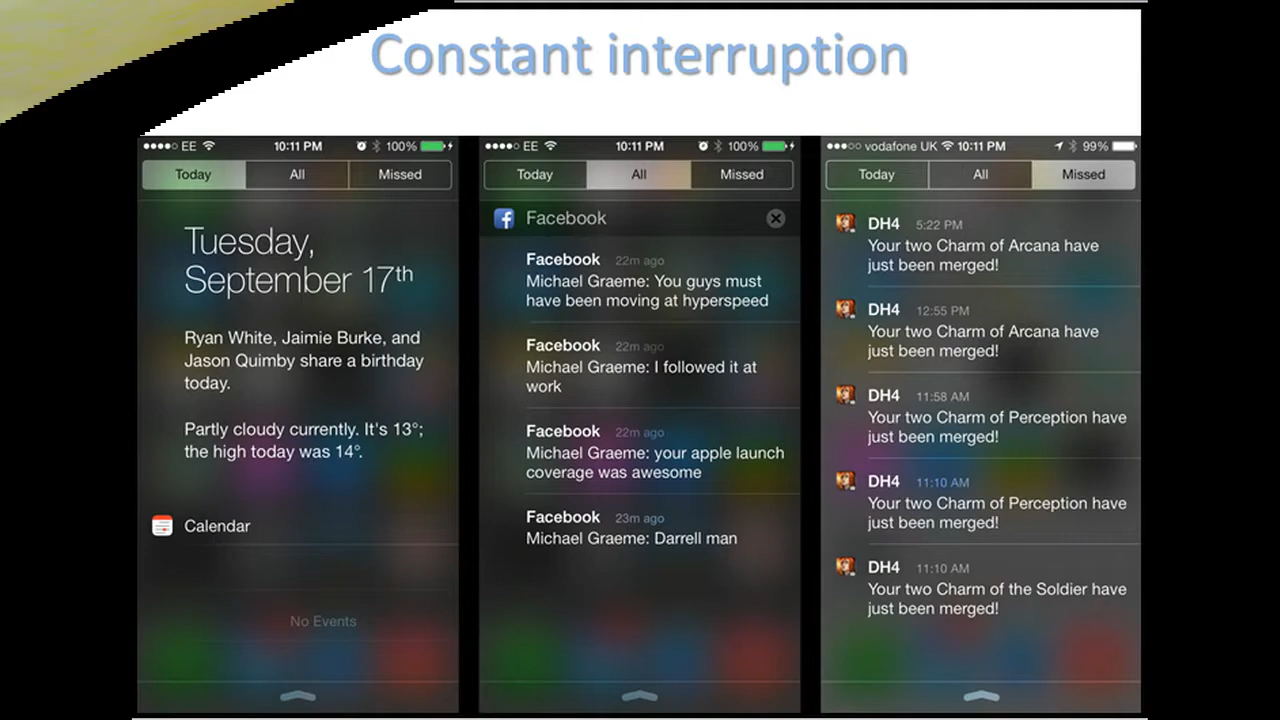 Constant interruption
EE 10:11 PM 100%
Today All Missed
Tuesday,
September 17th
Ryan White, Jaimie Burke, and
Jason Quimby share a birthday
today.
Partly cloudy currently. It's 13°;
the high today was 14°.
Calendar
No Events
EE 10:11 PM 100%
Today All Missed
Facebook
Facebook 22m ago
Michael Graeme: You guys must
have been moving at hyperspeed
Facebook 22m ago
Michael Graeme: I followed it at
work
Facebook 22m ago
Michael Graeme: your apple launch
coverage was awesome
Facebook 23m ago
Michael Graeme: Darrell man
vodafone UK 10:11 PM 99%
Today All Missed
DH4 5:22 PM
Your two Charm of Arcana have
just been merged!
DH4 12:55 PM
Your two Charm of Arcana have
just been merged!
DH4 11:58 AM
Your two Charm of Perception have
just been merged!
DH4 11:10 AM
Your two Charm of Perception have
just been merged!
DH4 11:10 AM
Your two Charm of the Soldier have
just been merged!